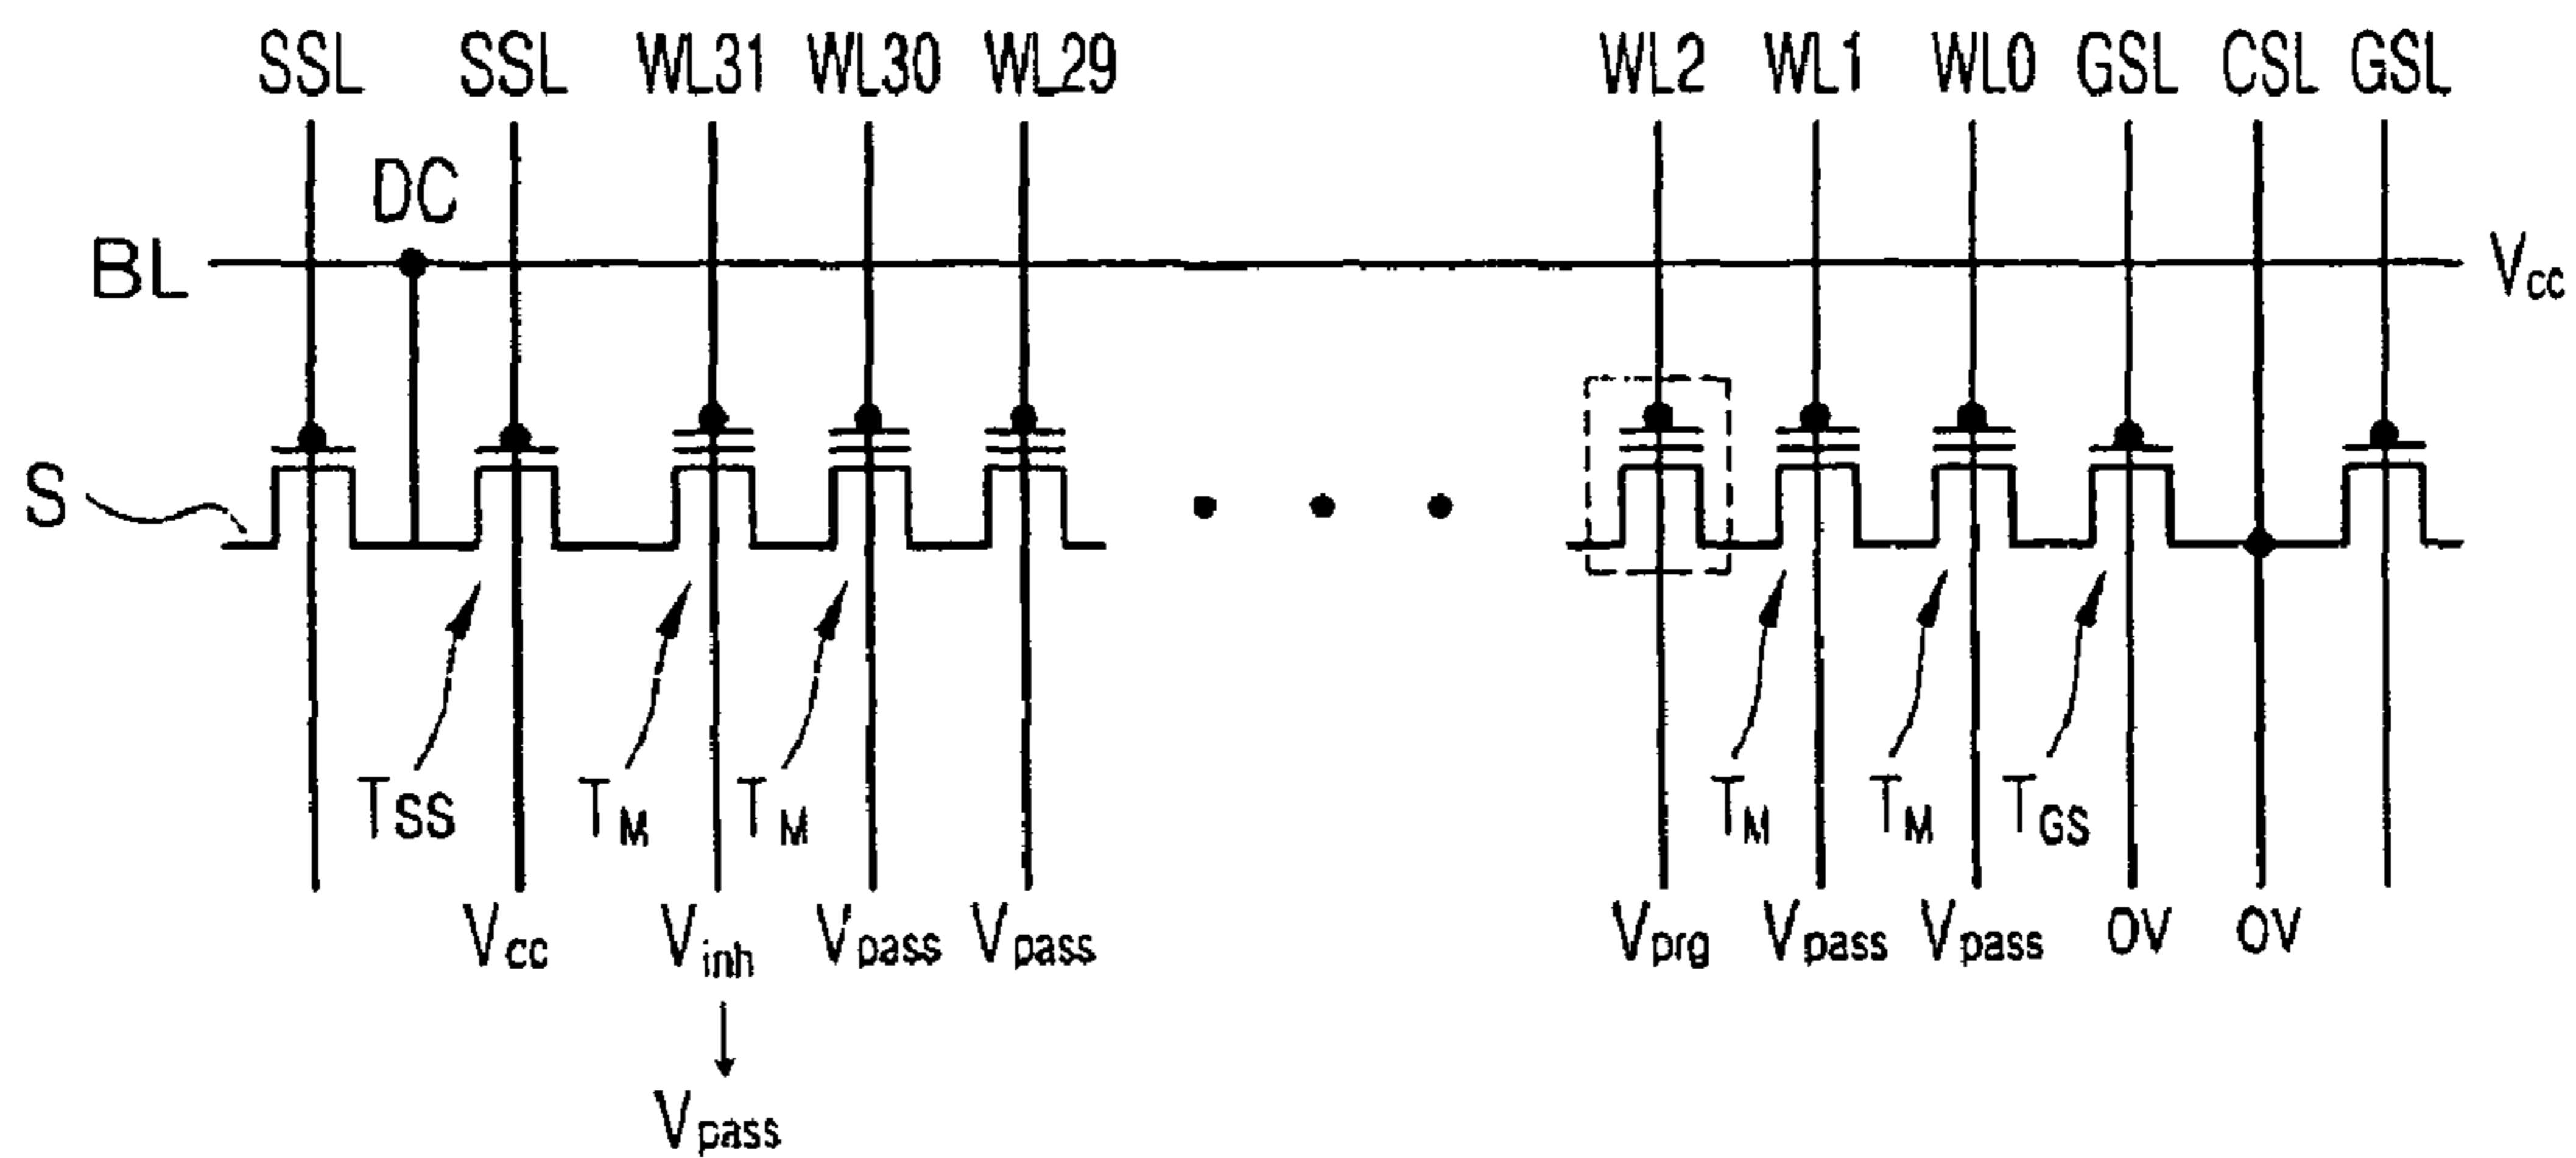 SSL SSL WL31 WL30 WL29 WL2 WL1 WL0 GSL CSL GSL
DC
BL Vcc
S
TSS TM TM TM TM TGS
Vcc Vinh Vpass Vpass Vprg Vpass Vpass 0V 0V
Vpass